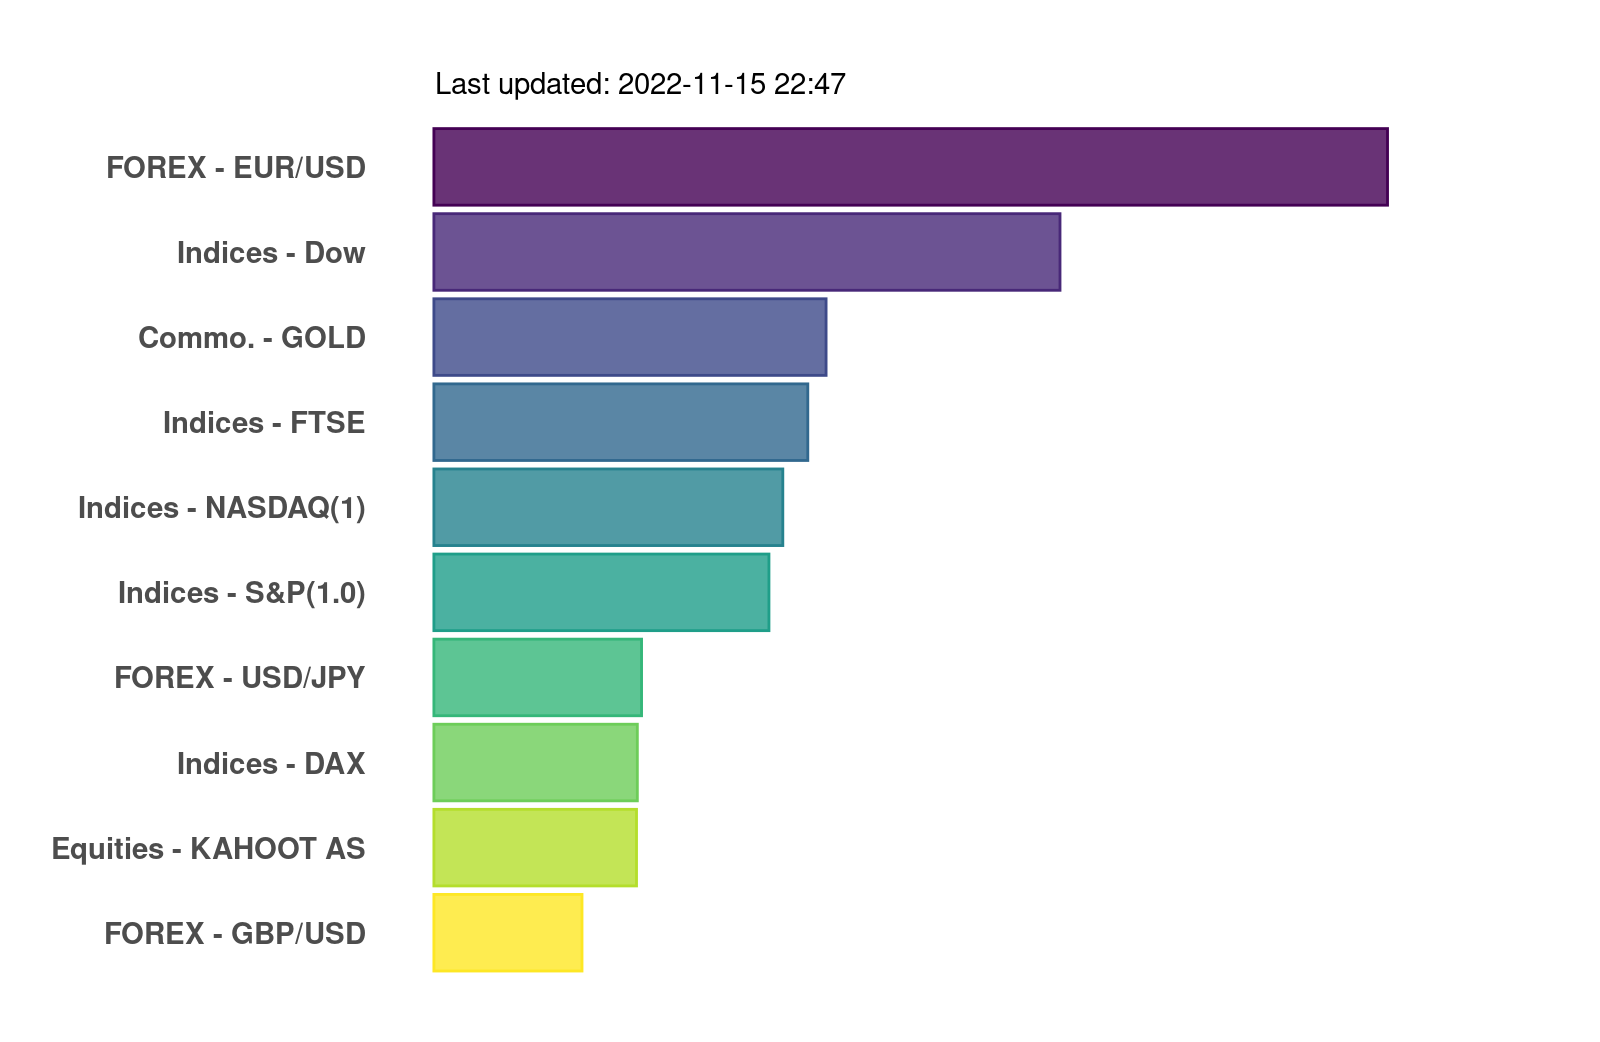 Last updated: 2022-11-15 22:47
FOREX - EUR/USD
Indices - Dow
Commo. - GOLD
Indices - FTSE
Indices - NASDAQ(1)
Indices - S&P(1.0)
FOREX - USD/JPY
Indices - DAX
Equities - KAHOOT AS
FOREX - GBP/USD